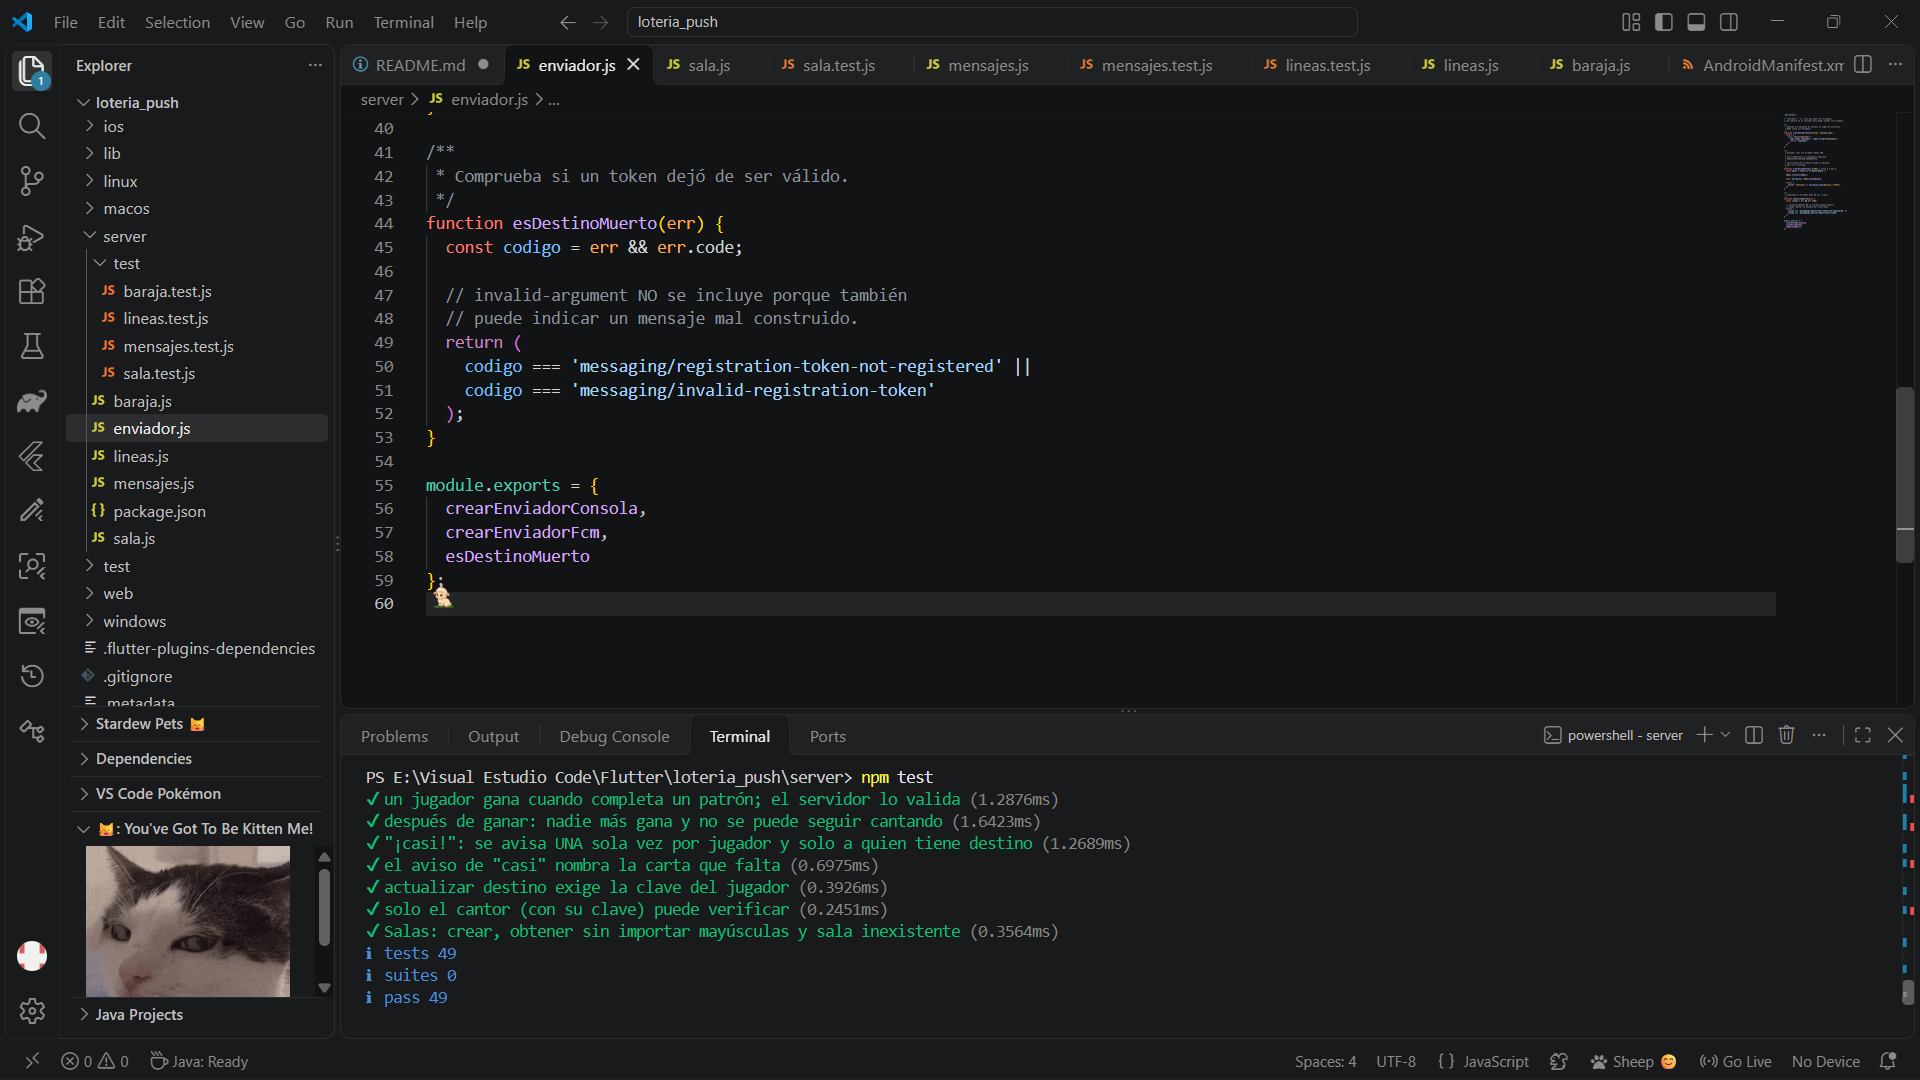 File Edit Selection View Go Run Terminal Help
loteria_push
Explorer
loteria_push
ios
lib
linux
macos
server
test
baraja.test.js
lineas.test.js
mensajes.test.js
sala.test.js
baraja.js
enviador.js
lineas.js
mensajes.js
package.json
sala.js
test
web
windows
.flutter-plugins-dependencies
.gitignore
.metadata
Stardew Pets 😺
Dependencies
VS Code Pokémon
😺: You've Got To Be Kitten Me!
Java Projects
README.md enviador.js sala.js sala.test.js mensajes.js mensajes.test.js lineas.test.js lineas.js baraja.js AndroidManifest.xm
server > JS enviador.js > ...
40
41 /**
42 * Comprueba si un token dejó de ser válido.
43 */
44 function esDestinoMuerto(err) {
45 const codigo = err && err.code;
46
47 // invalid-argument NO se incluye porque también
48 // puede indicar un mensaje mal construido.
49 return (
50 codigo === 'messaging/registration-token-not-registered' ||
51 codigo === 'messaging/invalid-registration-token'
52 );
53 }
54
55 module.exports = {
56 crearEnviadorConsola,
57 crearEnviadorFcm,
58 esDestinoMuerto
59 };
60
Problems Output Debug Console Terminal Ports
powershell - server
PS E:\Visual Estudio Code\Flutter\loteria_push\server> npm test
✓ un jugador gana cuando completa un patrón; el servidor lo valida (1.2876ms)
✓ después de ganar: nadie más gana y no se puede seguir cantando (1.6423ms)
✓ "¡casi!": se avisa UNA sola vez por jugador y solo a quien tiene destino (1.2689ms)
✓ el aviso de "casi" nombra la carta que falta (0.6975ms)
✓ actualizar destino exige la clave del jugador (0.3926ms)
✓ solo el cantor (con su clave) puede verificar (0.2451ms)
✓ Salas: crear, obtener sin importar mayúsculas y sala inexistente (0.3564ms)
ℹ tests 49
ℹ suites 0
ℹ pass 49
0 0 Java: Ready
Spaces: 4 UTF-8 { } JavaScript Sheep 😊 Go Live No Device